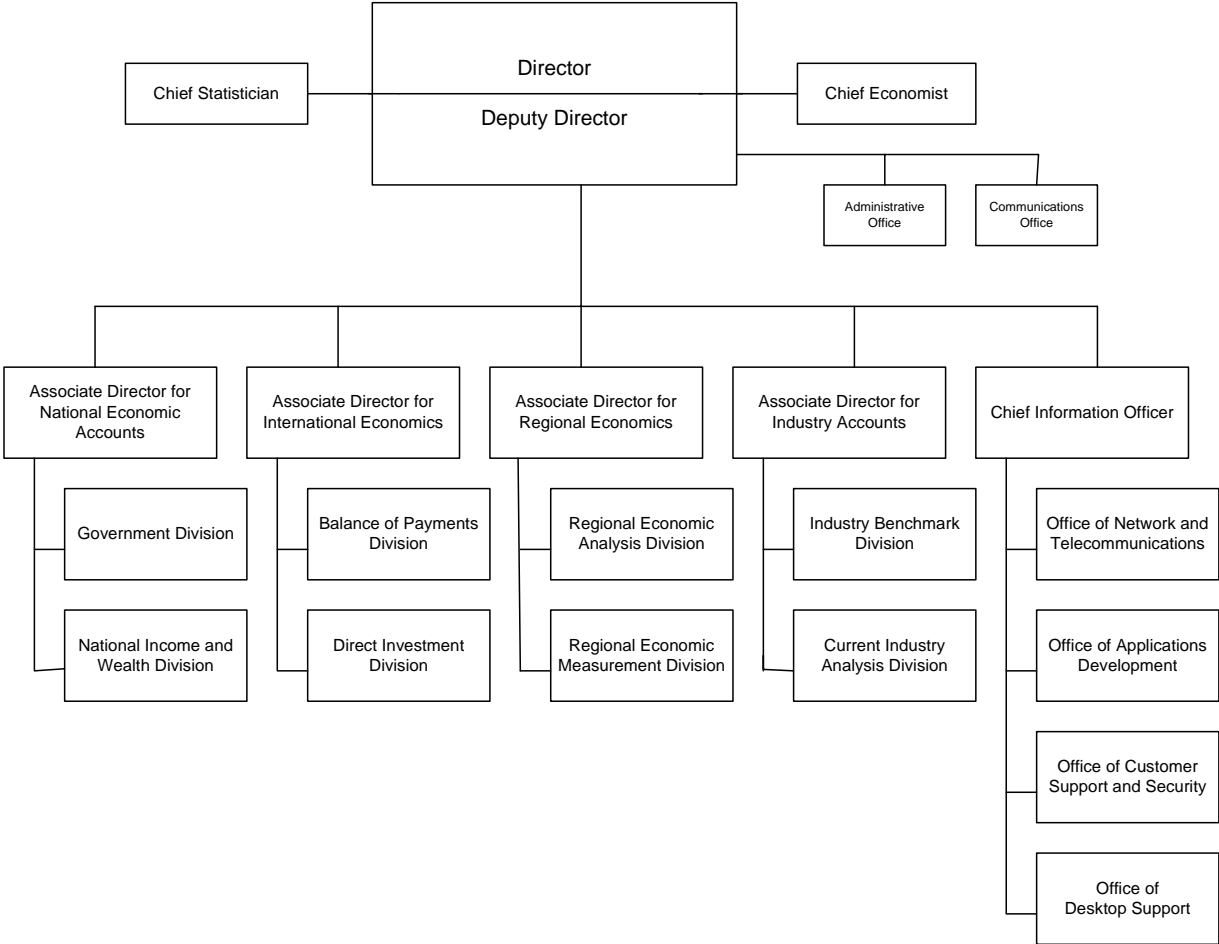 Director
Chief Statistician
Chief Economist
Deputy Director
Administrative
Office
Communications
Office
Associate Director for
National Economic
Accounts
Associate Director for
International Economics
Associate Director for
Regional Economics
Associate Director for
Industry Accounts
Chief Information Officer
Government Division
Balance of Payments
Division
Regional Economic
Analysis Division
Industry Benchmark
Division
Office of Network and
Telecommunications
National Income and
Wealth Division
Direct Investment
Division
Regional Economic
Measurement Division
Current Industry
Analysis Division
Office of Applications
Development
Office of Customer
Support and Security
Office of
Desktop Support